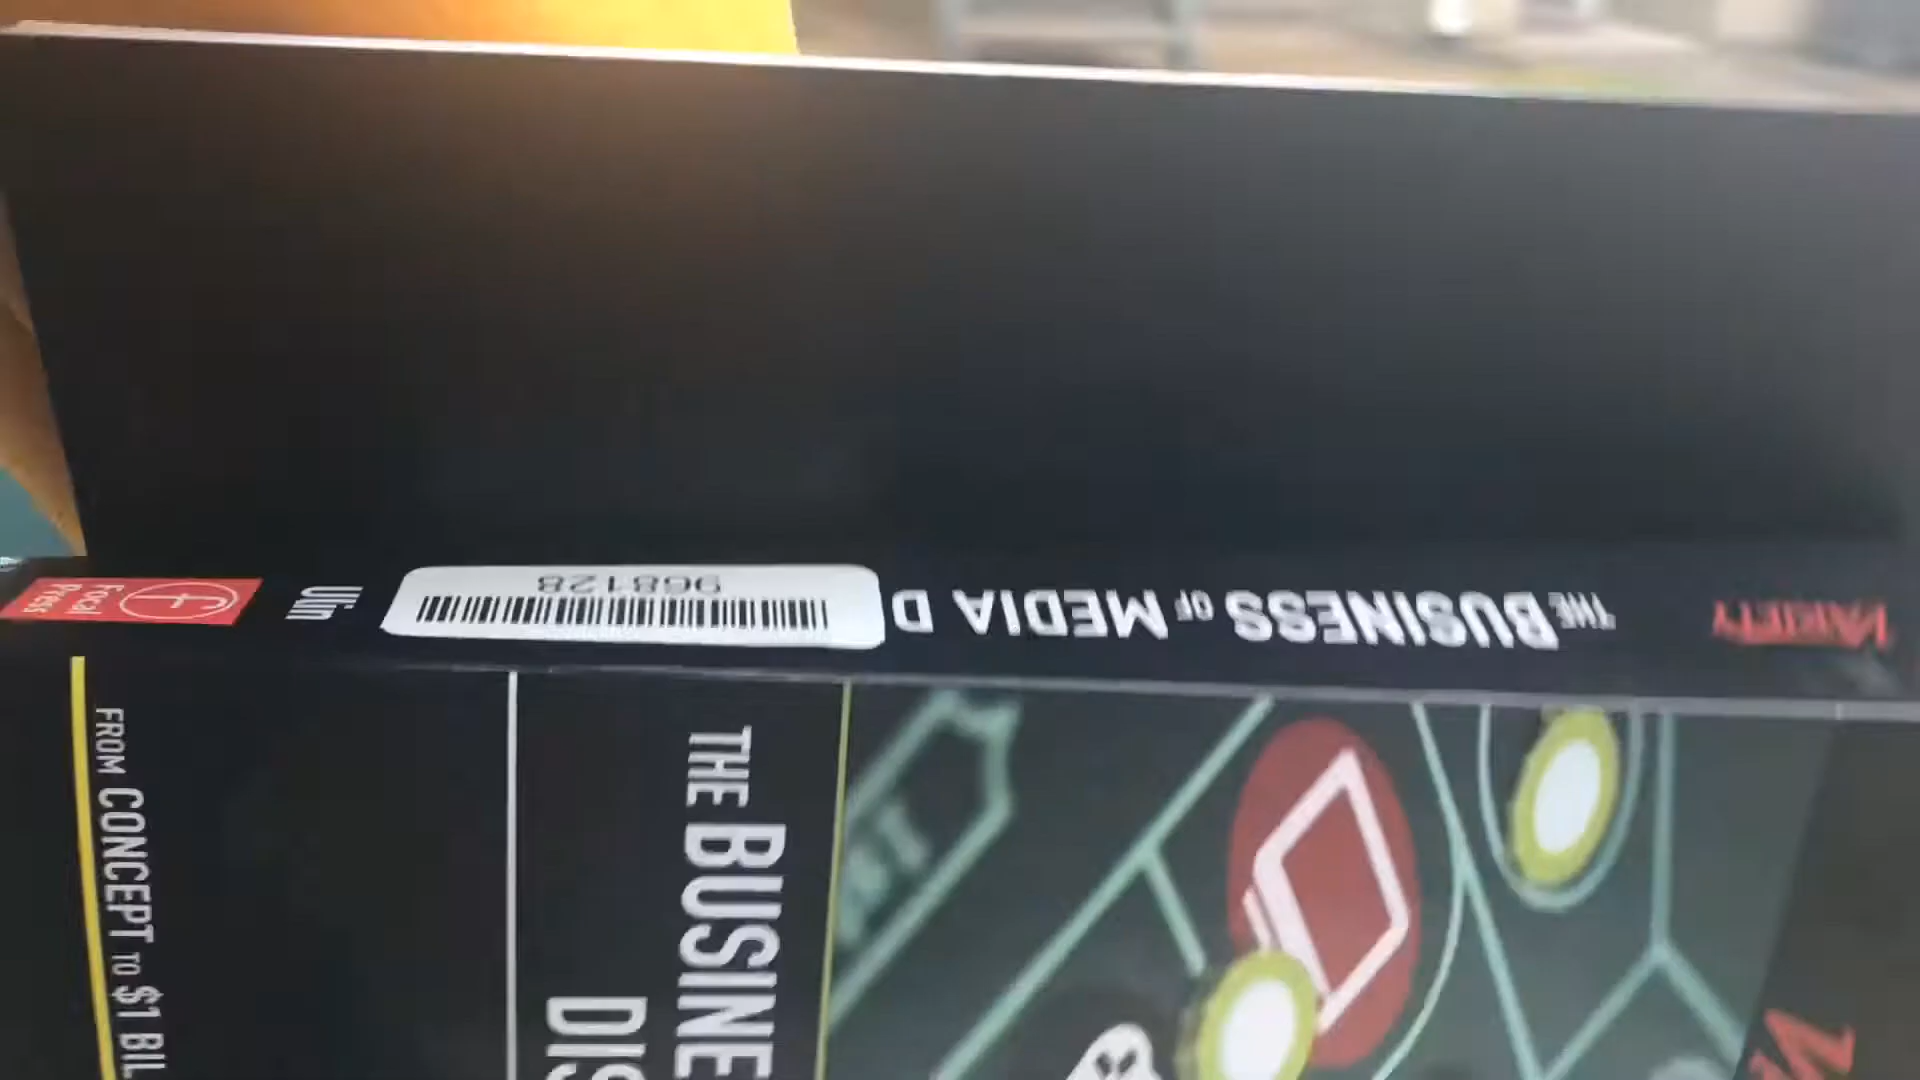 VARIETY
THE BUSINESS OF MEDIA D
968128
Ulin
Focal
Press
THE BUSINE
DIS
FROM CONCEPT TO $1 BIL